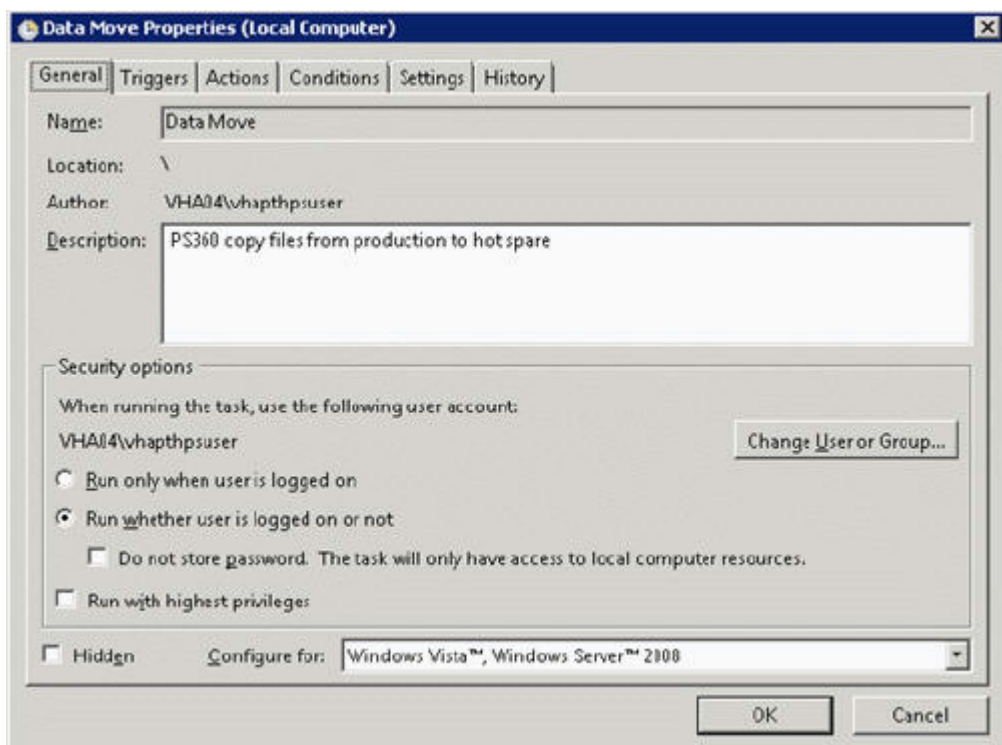 Data Move Properties (Local Computer)
General Triggers Actions Conditions Settings History
Name: Data Move
Location: \
Author: VHA04\vhapthpsuser
Description: PS360 copy files from production to hot spare
Security options
When running the task, use the following user account:
VHA04\vhapthpsuser
Change User or Group...
Run only when user is logged on
Run whether user is logged on or not
Do not store password. The task will only have access to local computer resources.
Run with highest privileges
Hidden Configure for: Windows Vista™, Windows Server™ 2008
OK Cancel